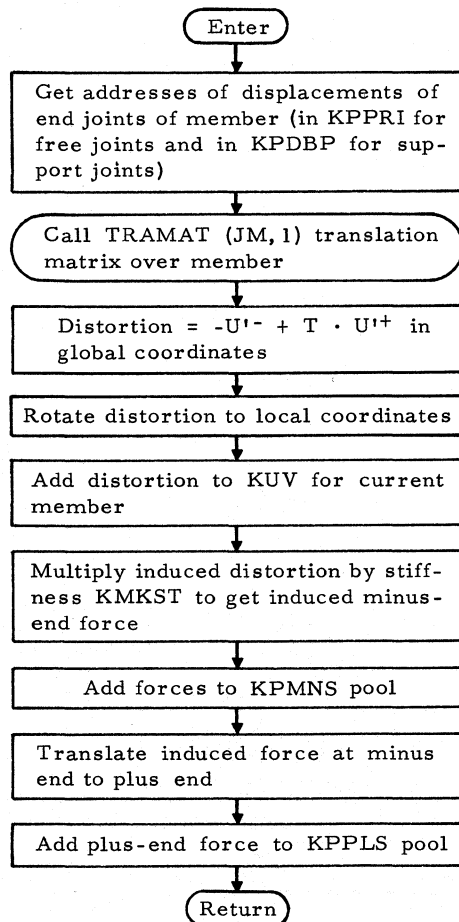 Enter
Get addresses of displacements of
end joints of member (in KPPRI for
free joints and in KPDBP for sup-
port joints)
Call TRAMAT (JM, 1) translation
matrix over member
Distortion = -U'- + T · U'+ in
global coordinates
Rotate distortion to local coordinates
Add distortion to KUV for current
member
Multiply induced distortion by stiff-
ness KMKST to get induced minus-
end force
Add forces to KPMNS pool
Translate induced force at minus
end to plus end
Add plus-end force to KPPLS pool
Return